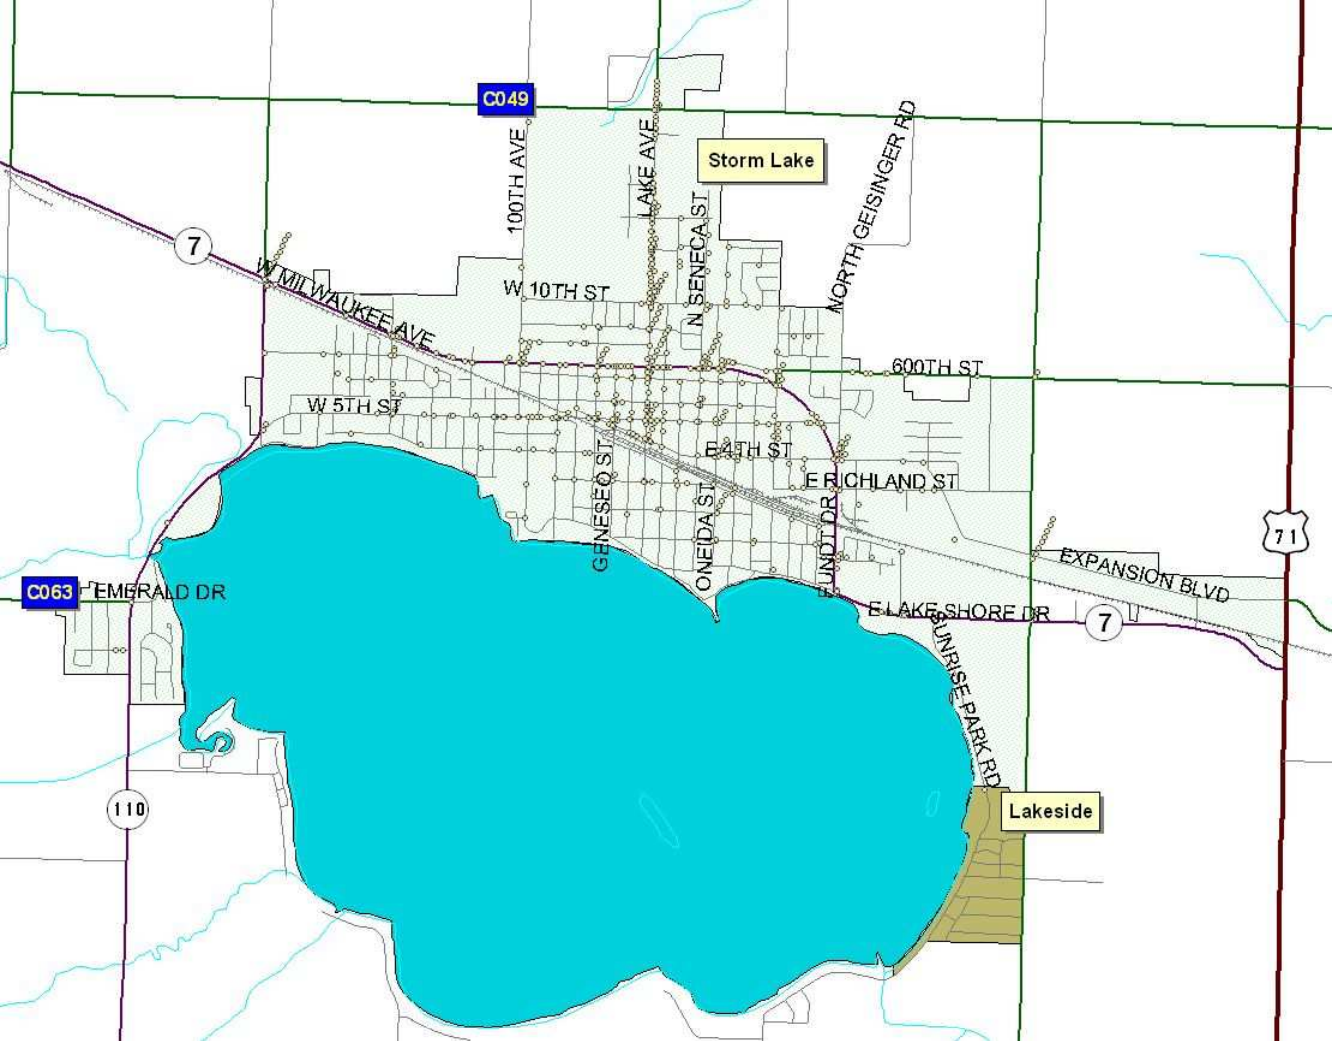 C049
100TH AVE
LAKE AVE
Storm Lake
NORTH GEISINGER RD
N SENECA ST
7
W MILWAUKEE AVE
W 10TH ST
600TH ST
W 5TH ST
E 4TH ST
GENESEO ST
ONEIDA ST
E RICHLAND ST
FLINDT DR
71
EXPANSION BLVD
C063
EMERALD DR
E LAKE SHORE DR
7
SUNRISE PARK RD
110
Lakeside